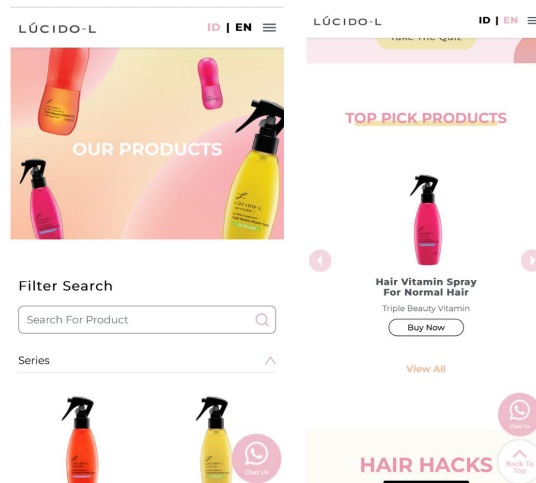 LÚCIDO-L
ID | EN
OUR PRODUCTS
LÚCIDO-L
Filter Search
Search For Product
Series
Chat Us
LÚCIDO-L
ID | EN
Take The Quiz
TOP PICK PRODUCTS
Hair Vitamin Spray
For Normal Hair
Triple Beauty Vitamin
Buy Now
View All
Chat Us
HAIR HACKS
Back To
Top